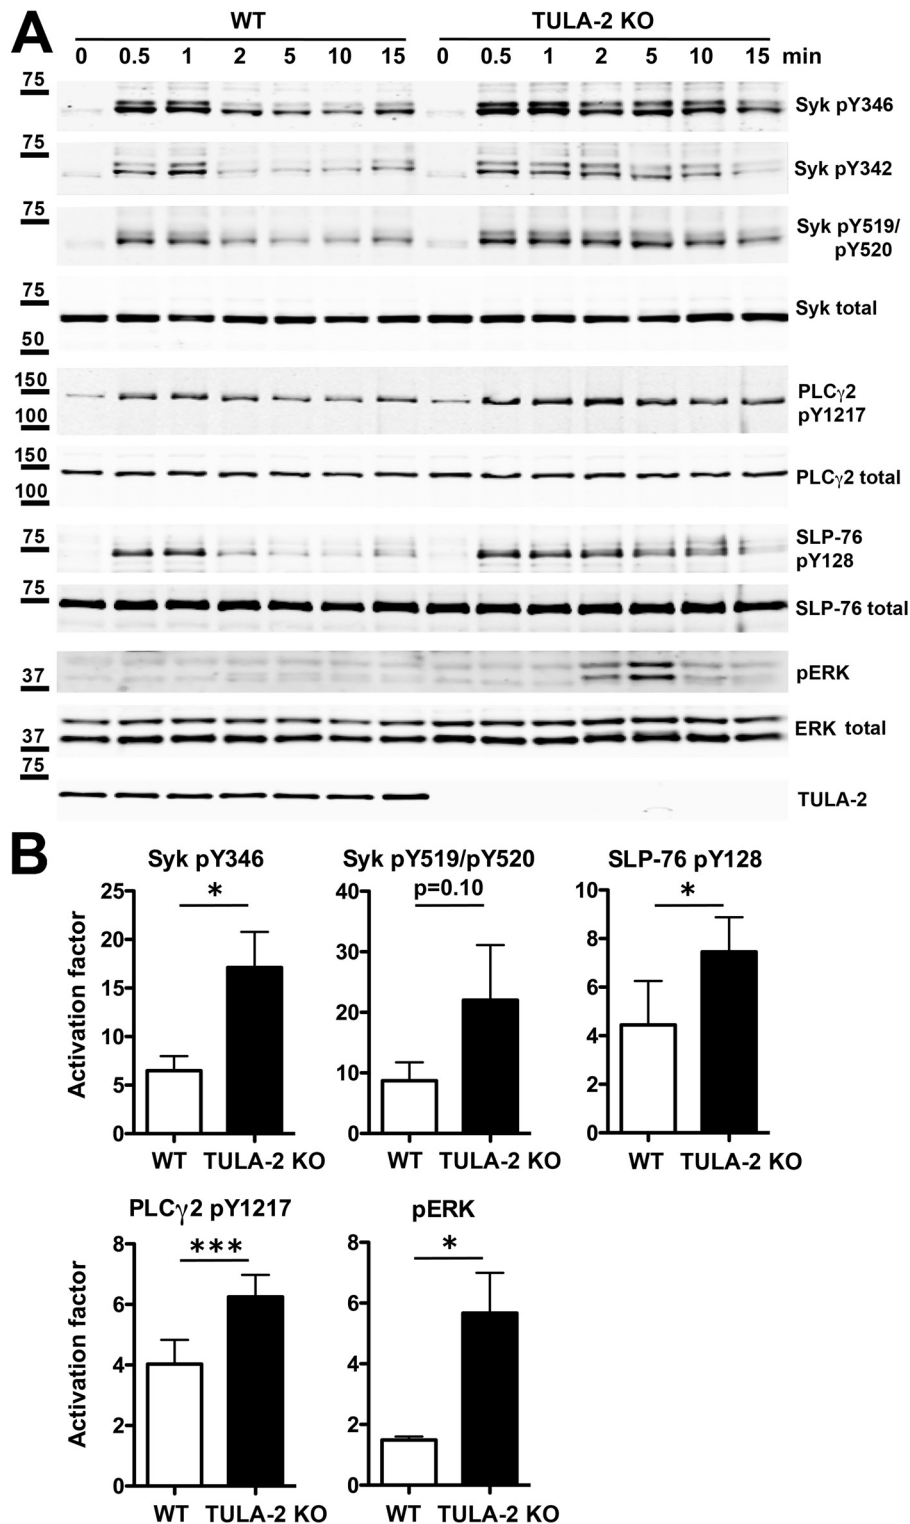 A
WT TULA-2 KO
0 0.5 1 2 5 10 15 0 0.5 1 2 5 10 15 min
75
Syk pY346
75
Syk pY342
75
Syk pY519/
pY520
75
Syk total
50
150
PLCγ2
100
pY1217
150
PLCγ2 total
100
75
SLP-76
pY128
75
SLP-76 total
pERK
37
ERK total
37
75
TULA-2
B
Syk pY346
*
25
20
15
10
5
0
Activation factor
WT TULA-2 KO
Syk pY519/pY520
p=0.10
40
30
20
10
0
WT TULA-2 KO
SLP-76 pY128
*
10
8
6
4
2
0
WT TULA-2 KO
PLCγ2 pY1217
***
8
6
4
2
0
Activation factor
WT TULA-2 KO
pERK
*
8
6
4
2
0
WT TULA-2 KO